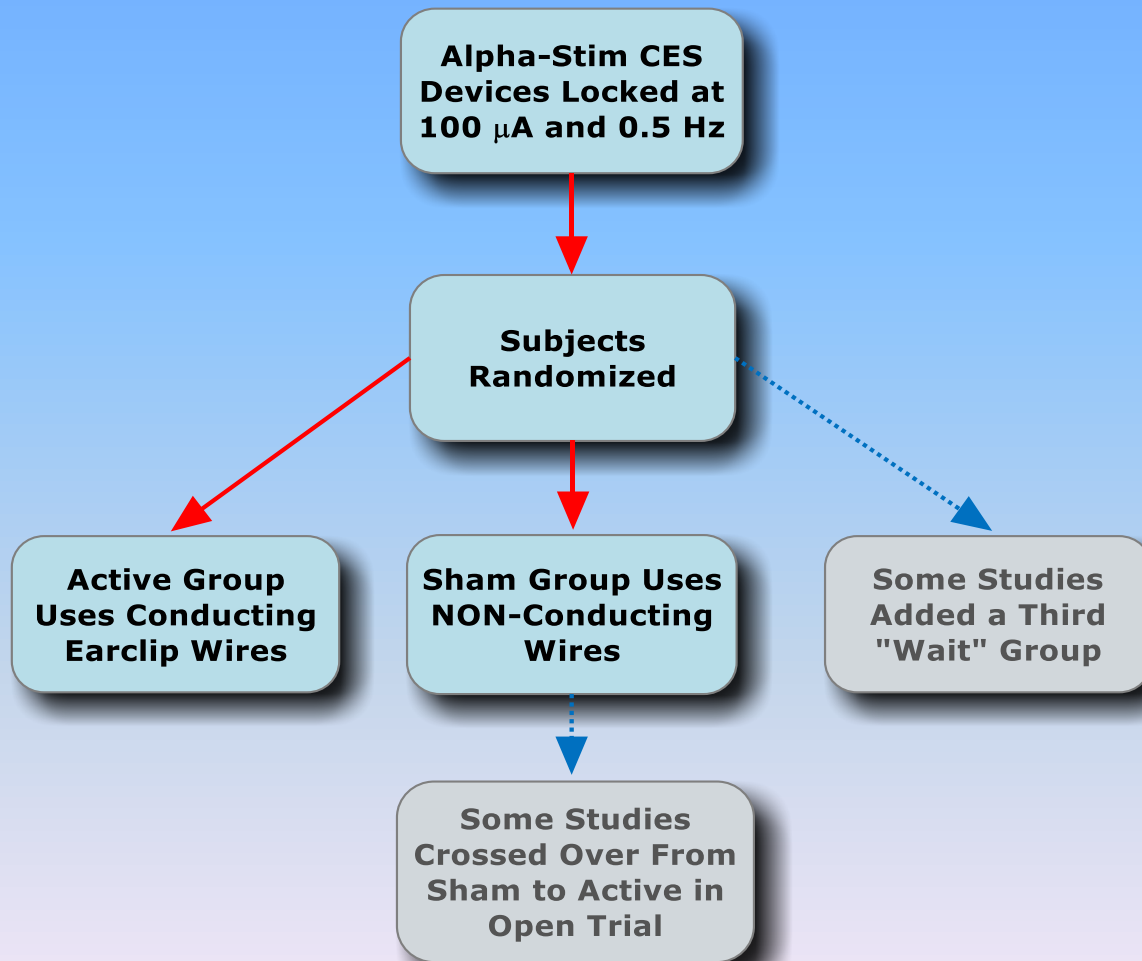 Alpha-Stim CES
Devices Locked at
100 μA and 0.5 Hz
Subjects
Randomized
Active Group
Uses Conducting
Earclip Wires
Sham Group Uses
NON-Conducting
Wires
Some Studies
Added a Third
"Wait" Group
Some Studies
Crossed Over From
Sham to Active in
Open Trial